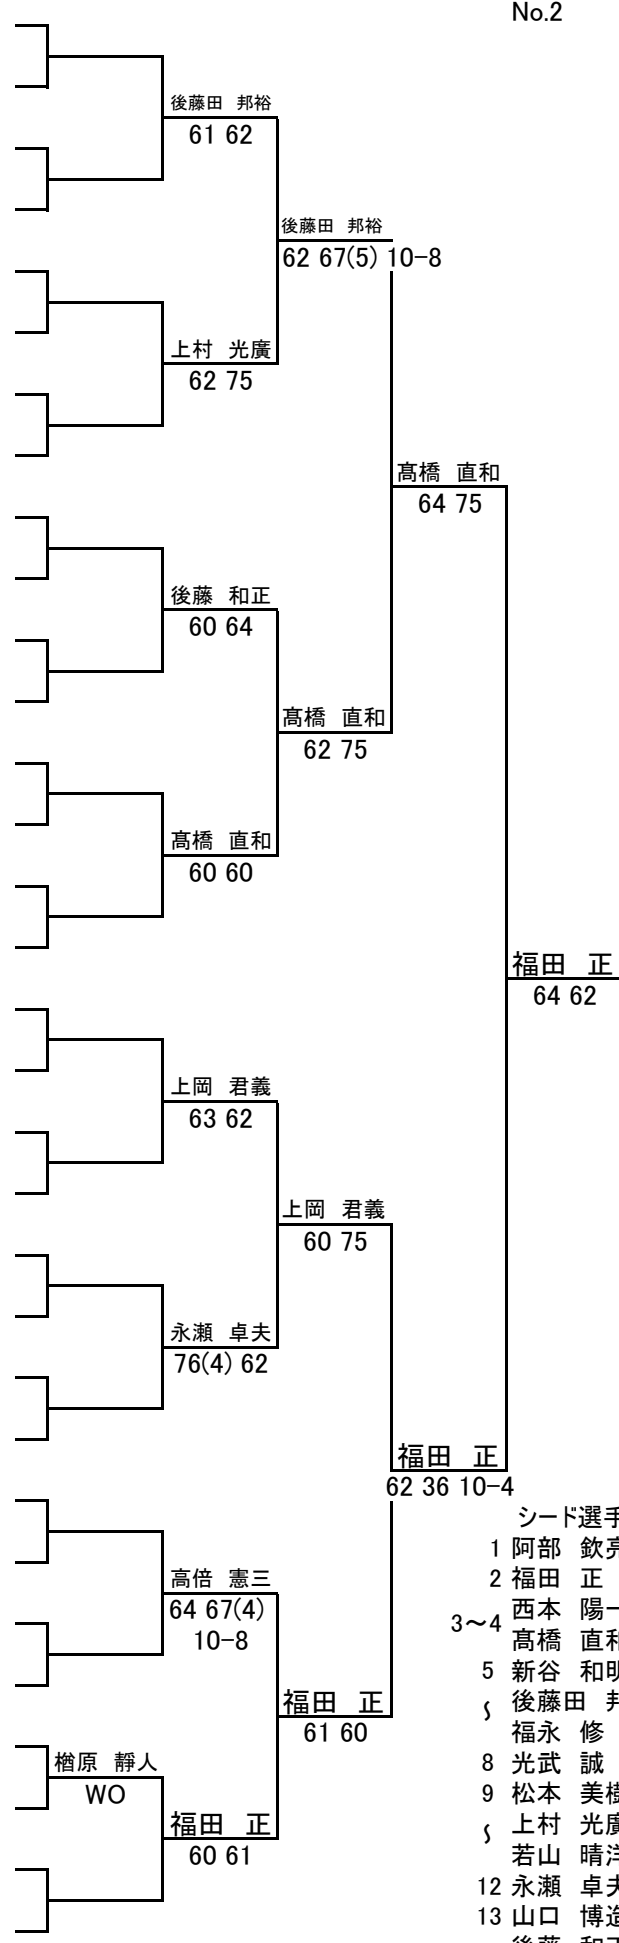 No.2
後藤田 邦裕
61 62
後藤田 邦裕
62 67(5) 10-8
上村 光廣
62 75
髙橋 直和
64 75
後藤 和正
60 64
髙橋 直和
62 75
髙橋 直和
60 60
福田 正
64 62
上岡 君義
63 62
上岡 君義
60 75
永瀬 卓夫
76(4) 62
福田 正
62 36 10-4
シード選手
1 阿部 欽亮
2 福田 正
3～4 西本 陽一
髙橋 直和
5 新谷 和明
～ 後藤田 邦
福永 修
8 光武 誠
9 松本 美樹
～ 上村 光廣
若山 晴洋
12 永瀬 卓夫
13 山口 博造
後藤 和正
高倍 憲三
64 67(4)
10-8
福田 正
61 60
楢原 靜人
WO
福田 正
60 61